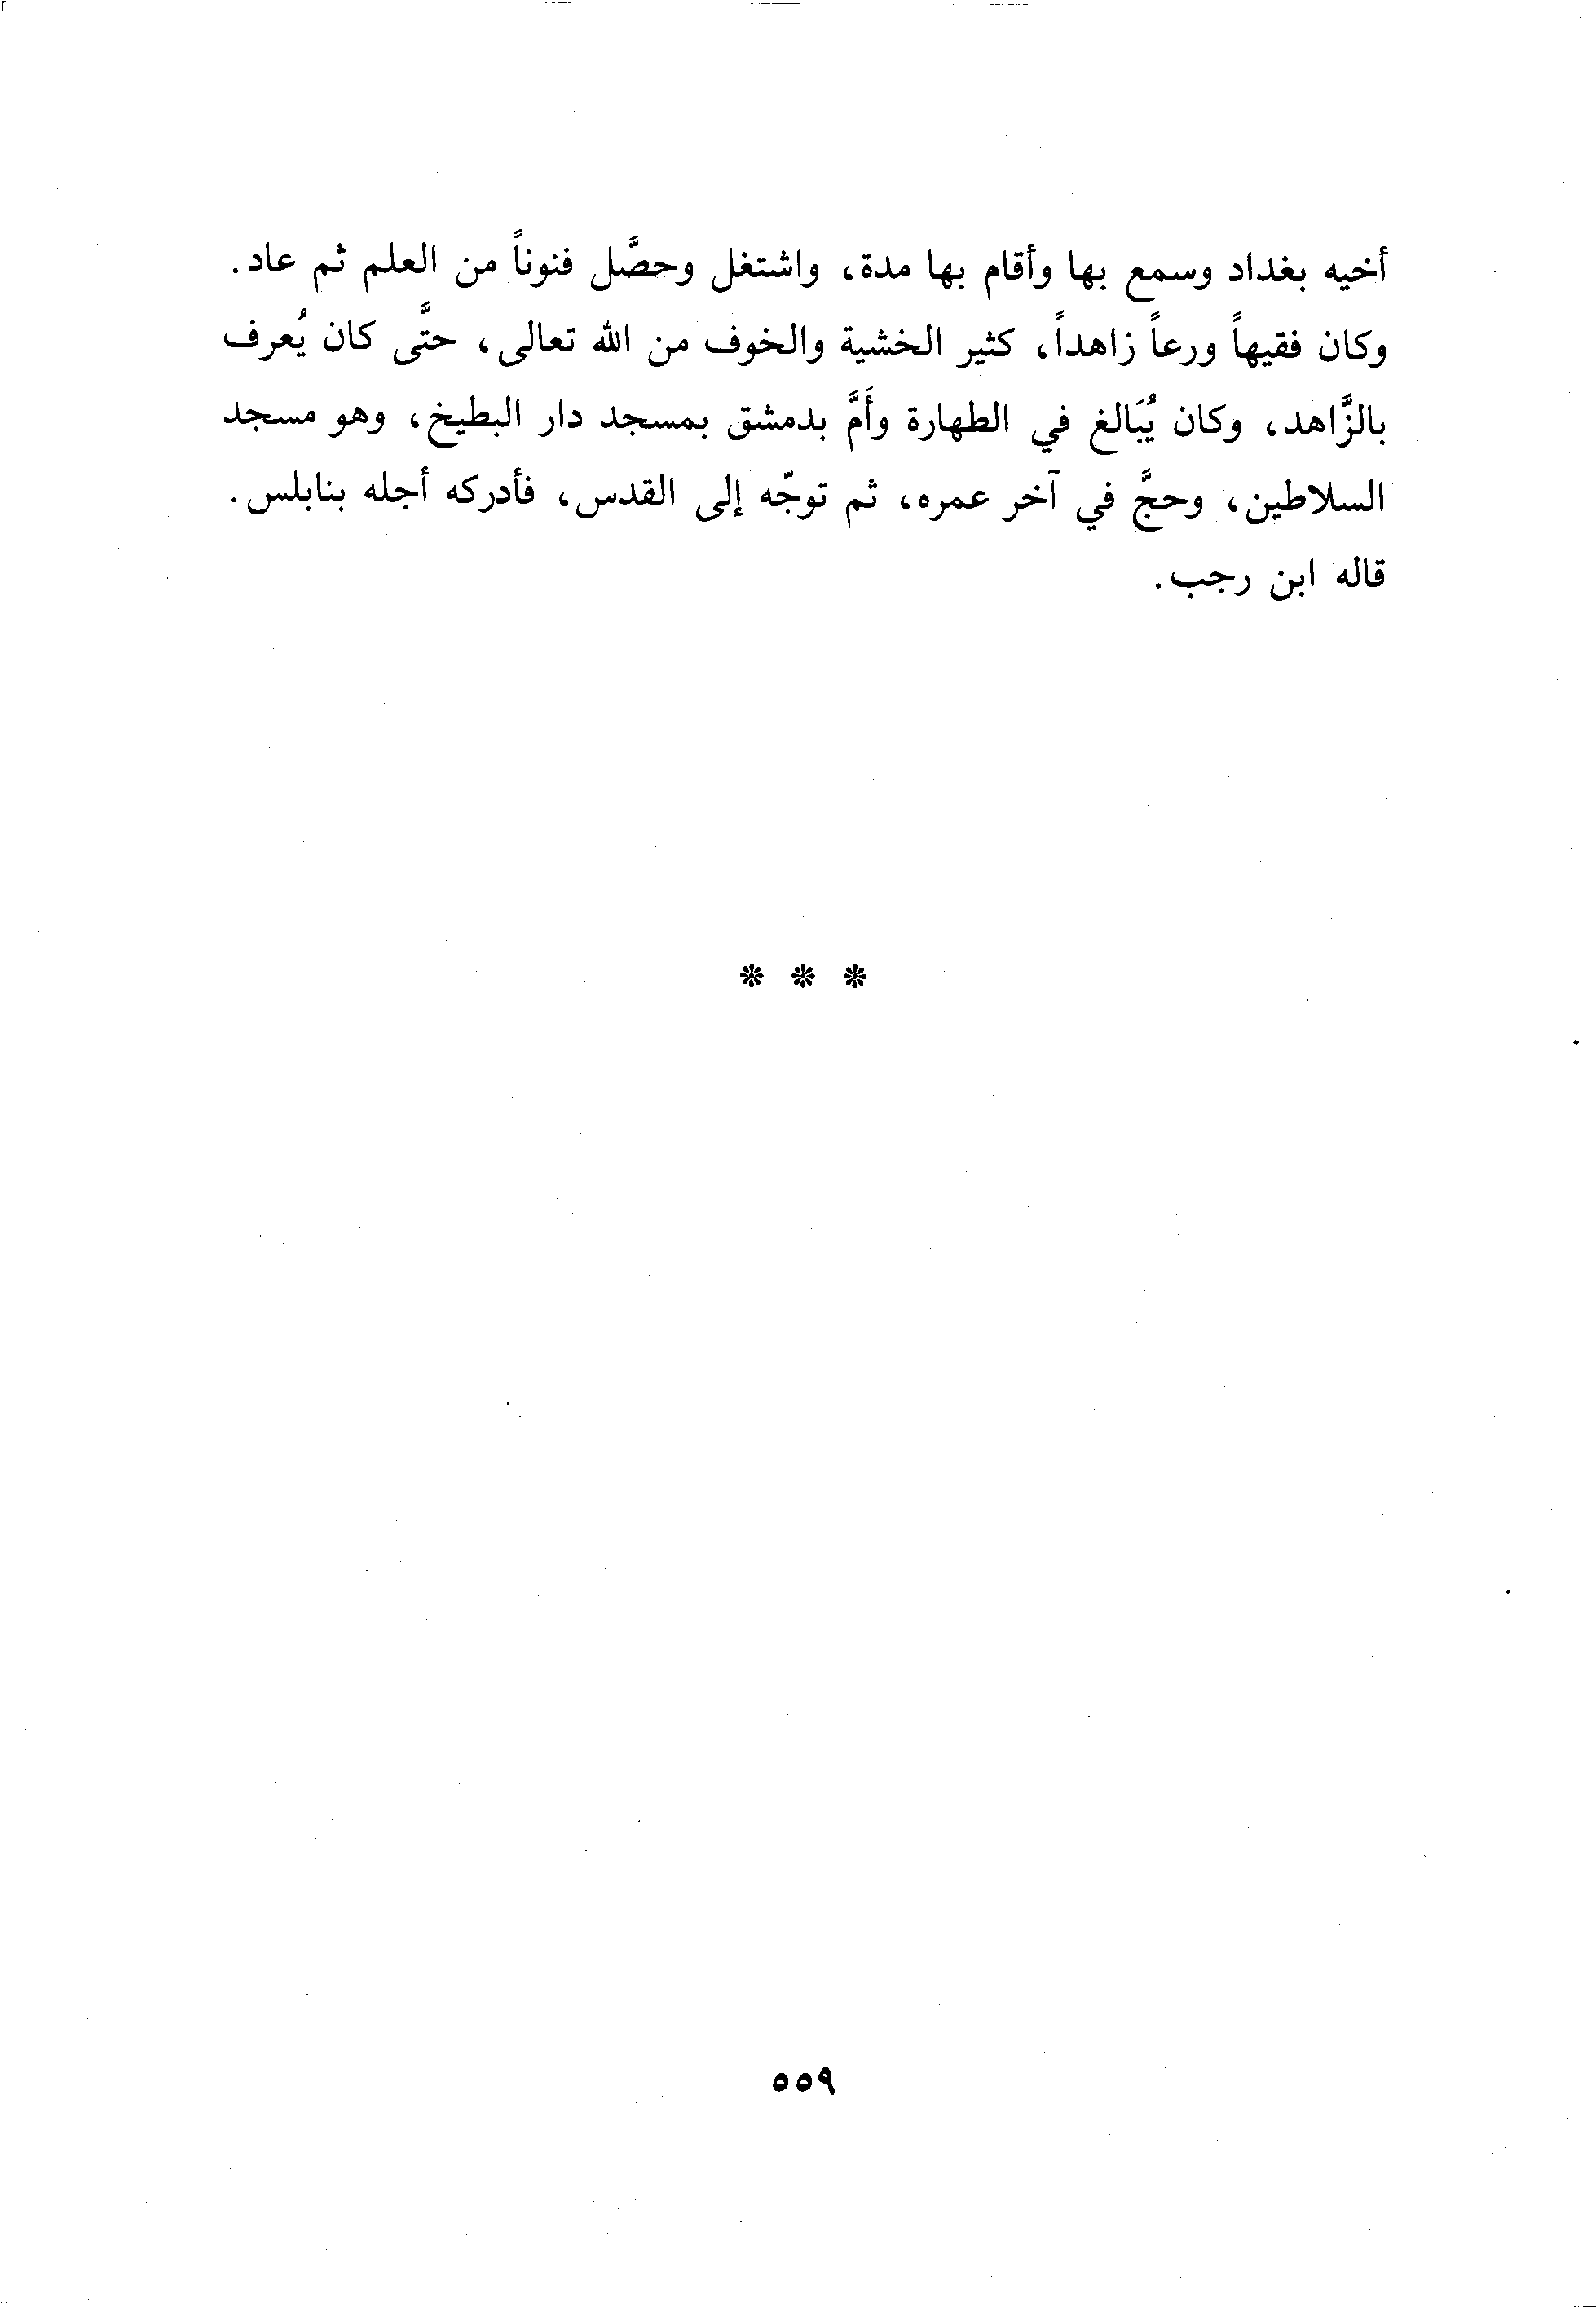 أخيه بغداد وسمع بها وأقام بها مدة، واشتغل وحصَّل فنوناً من العلم ثم عاد.
وكان فقيهاً ورعاً زاهداً، كثير الخشية والخوف من الله تعالى، حتَّى كان يُعرف
بالزَّاهد، وكان يُبَالغ في الطهارة وأَمَّ بدمشق بمسجد دار البطيخ، وهو مسجد
السلاطين، وحجَّ في آخر عمره، ثم توجّه إلى القدس، فأدركه أجله بنابلس.
قاله ابن رجب.
* * *
٥٥٩